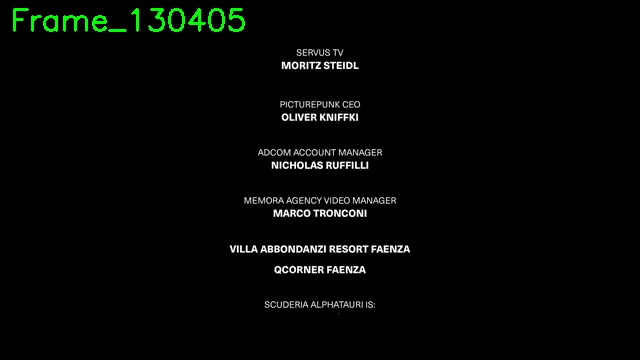 Frame_130405
SERVUS TV
MORITZ STEIDL
PICTUREPUNK CEO
OLIVER KNIFFKI
ADCOM ACCOUNT MANAGER
NICHOLAS RUFFILLI
MEMORA AGENCY VIDEO MANAGER
MARCO TRONCONI
VILLA ABBONDANZI RESORT FAENZA
QCORNER FAENZA
SCUDERIA ALPHATAURI IS: